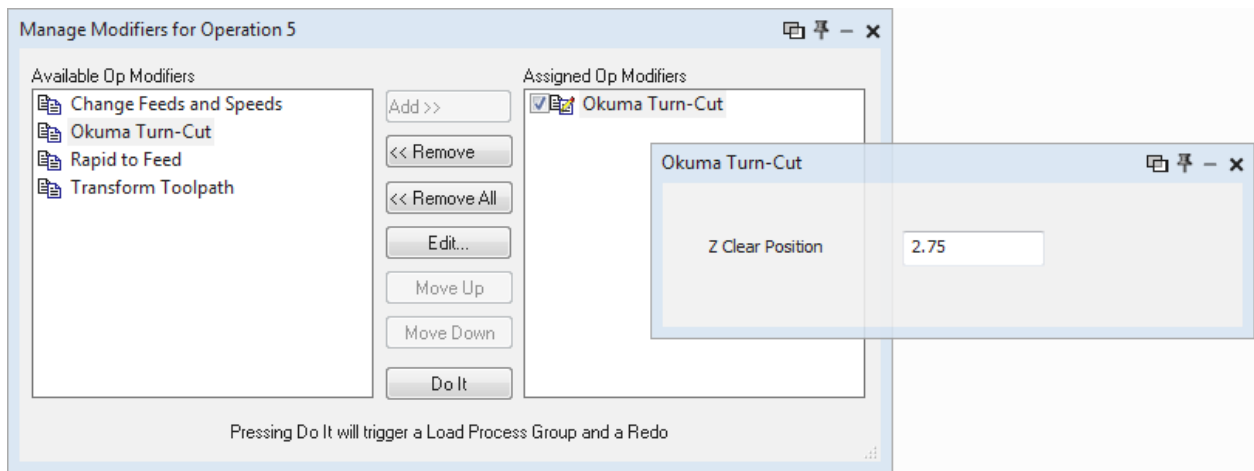 Manage Modifiers for Operation 5
Available Op Modifiers
Change Feeds and Speeds
Okuma Turn-Cut
Rapid to Feed
Transform Toolpath
Add >>
<< Remove
<< Remove All
Edit...
Move Up
Move Down
Do It
Assigned Op Modifiers
Okuma Turn-Cut
Okuma Turn-Cut
Z Clear Position 2.75
Pressing Do It will trigger a Load Process Group and a Redo